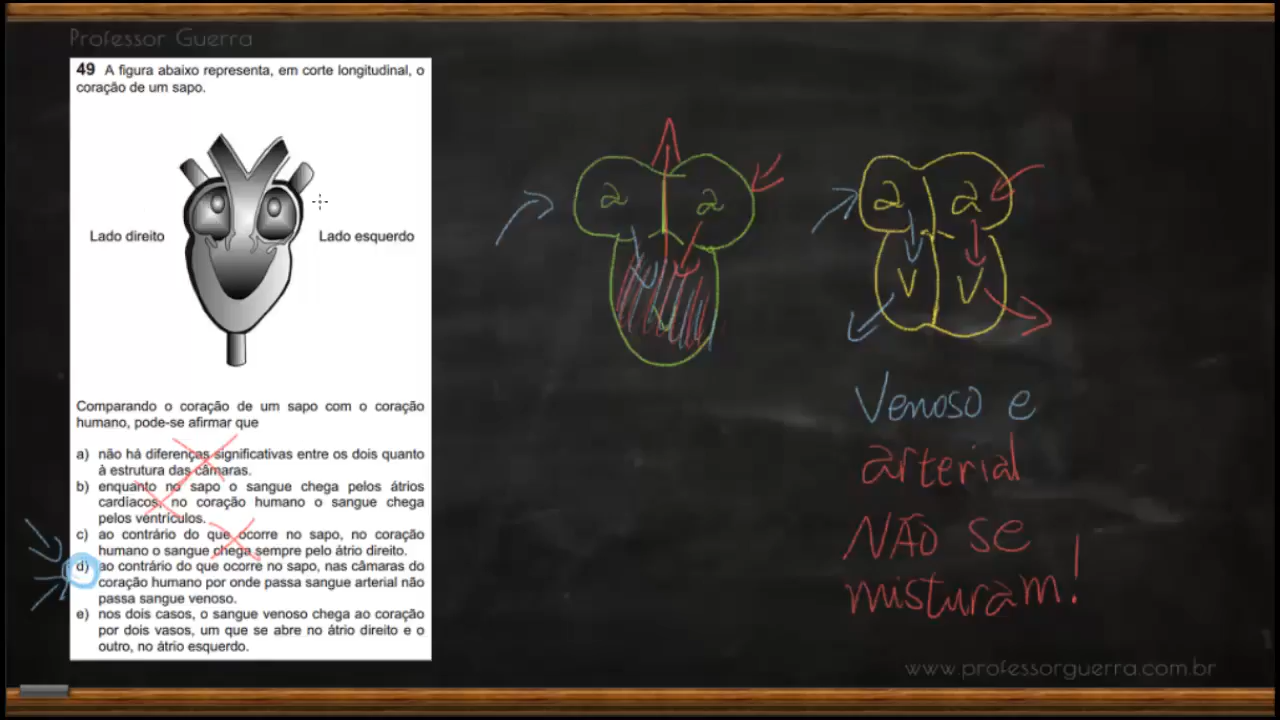 Professor Guerra
49 A figura abaixo representa, em corte longitudinal, o
coração de um sapo.
Lado direito
Lado esquerdo
Comparando o coração de um sapo com o coração
humano, pode-se afirmar que
a) não há diferenças significativas entre os dois quanto
à estrutura das câmaras.
b) enquanto no sapo o sangue chega pelos átrios
cardíacos, no coração humano o sangue chega
pelos ventrículos.
c) ao contrário do que ocorre no sapo, no coração
humano o sangue chega sempre pelo átrio direito.
d) ao contrário do que ocorre no sapo, nas câmaras do
coração humano por onde passa sangue arterial não
passa sangue venoso.
e) nos dois casos, o sangue venoso chega ao coração
por dois vasos, um que se abre no átrio direito e o
outro, no átrio esquerdo.
a a
V
a a
V V
Venoso e
arterial
NÃO SE
misturam!
www.professorguerra.com.br